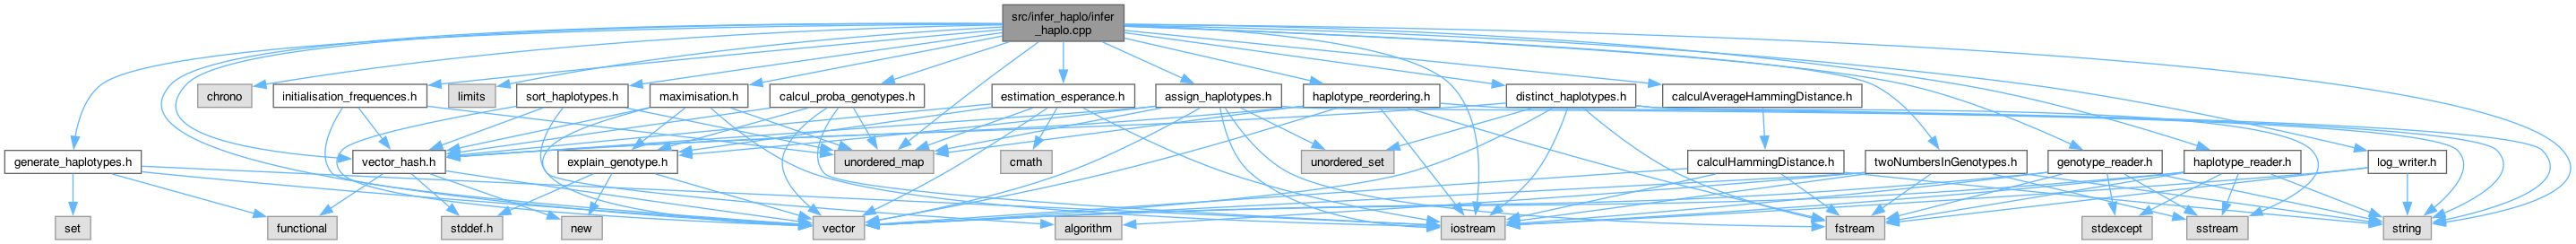 src/infer_haplo/infer
_haplo.cpp
chrono
initialisation_frequences.h
limits
sort_haplotypes.h
maximisation.h
calcul_proba_genotypes.h
estimation_esperance.h
assign_haplotypes.h
haplotype_reordering.h
distinct_haplotypes.h
calculAverageHammingDistance.h
generate_haplotypes.h
vector_hash.h
explain_genotype.h
unordered_map
cmath
unordered_set
calculHammingDistance.h
twoNumbersInGenotypes.h
genotype_reader.h
haplotype_reader.h
log_writer.h
set
functional
stddef.h
new
vector
algorithm
iostream
fstream
stdexcept
sstream
string